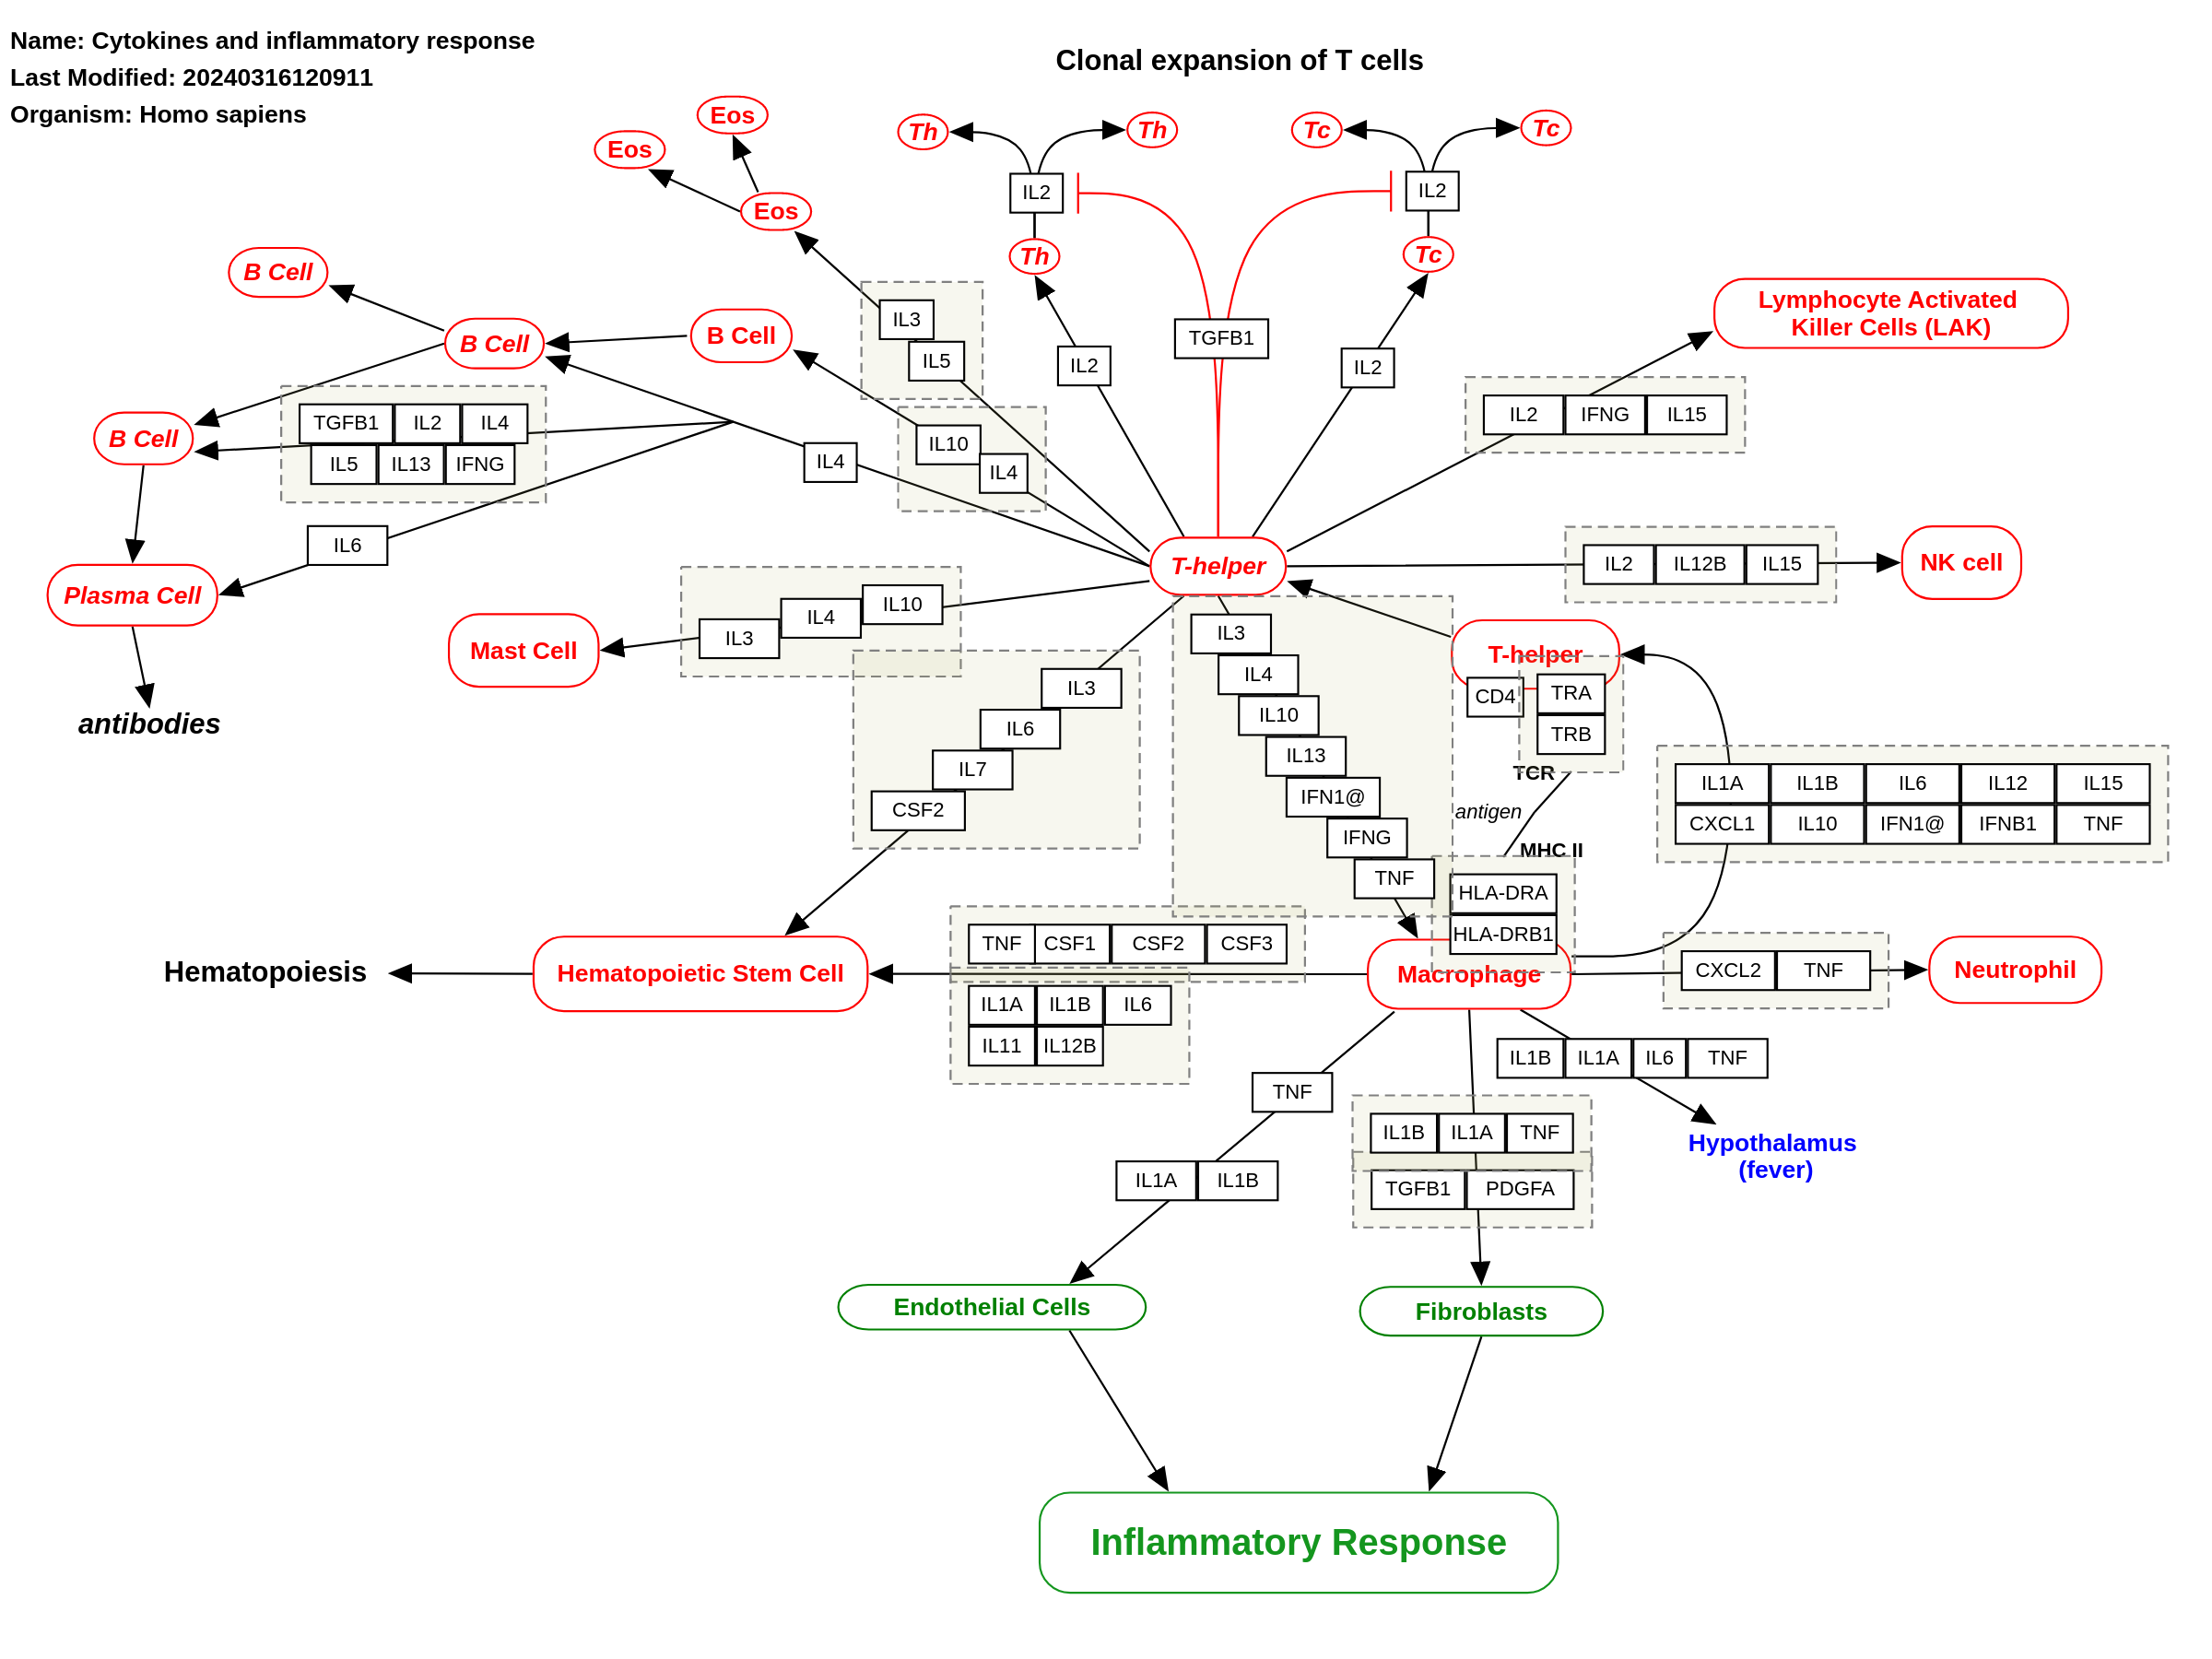 Name: Cytokines and inflammatory response
Last Modified: 20240316120911
Organism: Homo sapiens
Clonal expansion of T cells
Eos
Eos
Eos
Th
Th
Tc
Tc
IL2
IL2
Th
Tc
B Cell
B Cell
B Cell
B Cell
IL3
IL5
TGFB1
IL2
IL2
Lymphocyte Activated
Killer Cells (LAK)
IL2 IFNG IL15
TGFB1 IL2 IL4
IL5 IL13 IFNG
IL4
IL10
IL4
IL6
Plasma Cell
antibodies
T-helper
IL2 IL12B IL15
NK cell
Mast Cell
IL3
IL4
IL10
IL3
IL6
IL7
CSF2
IL3
IL4
IL10
IL13
IFN1@
IFNG
TNF
T-helper
CD4
TRA
TRB
TCR
antigen
MHC II
HLA-DRA
HLA-DRB1
IL1A IL1B IL6 IL12 IL15
CXCL1 IL10 IFN1@ IFNB1 TNF
Hematopoiesis
Hematopoietic Stem Cell
TNF CSF1 CSF2 CSF3
IL1A IL1B IL6
IL11 IL12B
Macrophage
CXCL2 TNF
Neutrophil
IL1B IL1A IL6 TNF
Hypothalamus
(fever)
TNF
IL1A IL1B
IL1B IL1A TNF
TGFB1 PDGFA
Endothelial Cells
Fibroblasts
Inflammatory Response